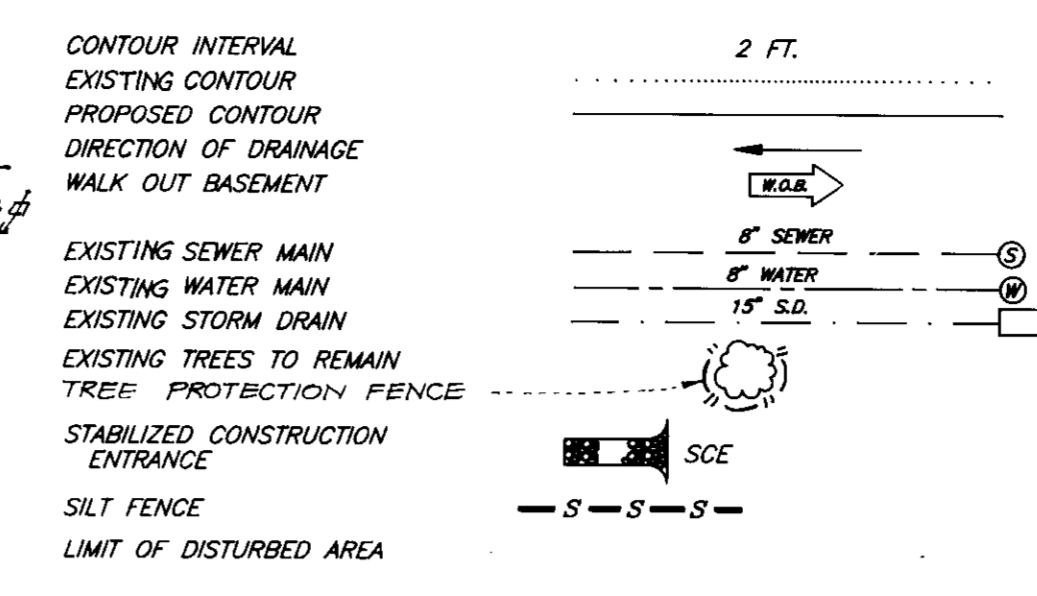 CONTOUR INTERVAL 2 FT.
EXISTING CONTOUR
PROPOSED CONTOUR
DIRECTION OF DRAINAGE
WALK OUT BASEMENT W.O.B.
EXISTING SEWER MAIN 8" SEWER S
EXISTING WATER MAIN 8" WATER W
EXISTING STORM DRAIN 15" S.D.
EXISTING TREES TO REMAIN
TREE PROTECTION FENCE
STABILIZED CONSTRUCTION
ENTRANCE SCE
SILT FENCE S S S
LIMIT OF DISTURBED AREA